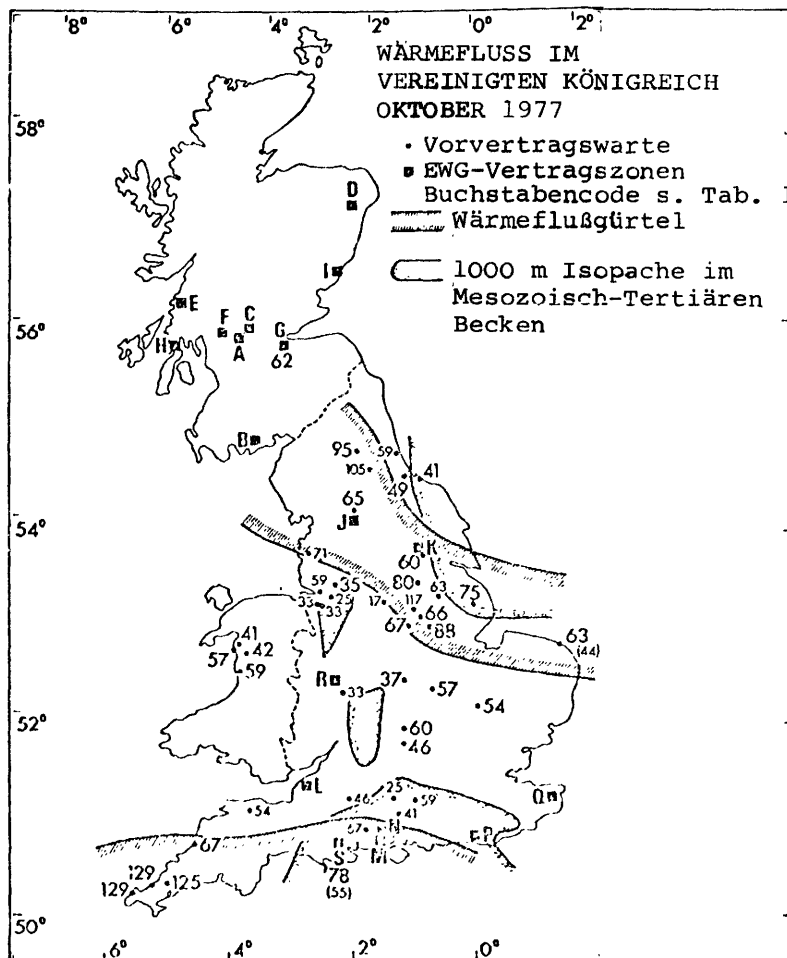 8° 6° 4° 2° 0° 2°
WÄRMEFLUSS IM
VEREINIGTEN KÖNIGREICH
OKTOBER 1977
• Vorvertragswarte
EWG-Vertragszonen
Buchstabencode s. Tab. 1
Wärmeflußgürtel
1000 m Isopache im
Mesozoisch-Tertiären
Becken
58°
D
I
E
56°
F C G
H A 62
B
95 59
105 41
49
65
54°
J
K
71 60
59 35 80 63
33 25 17 117 75
33 66
67 88
41 63
57 42 (44)
59
R 37
33 57
54
52°
60
46
L
Q
46 25 59
54
41
67 N
67 P
S M
78
(55)
129
129 125
50°
6° 4° 2° 0° 2°